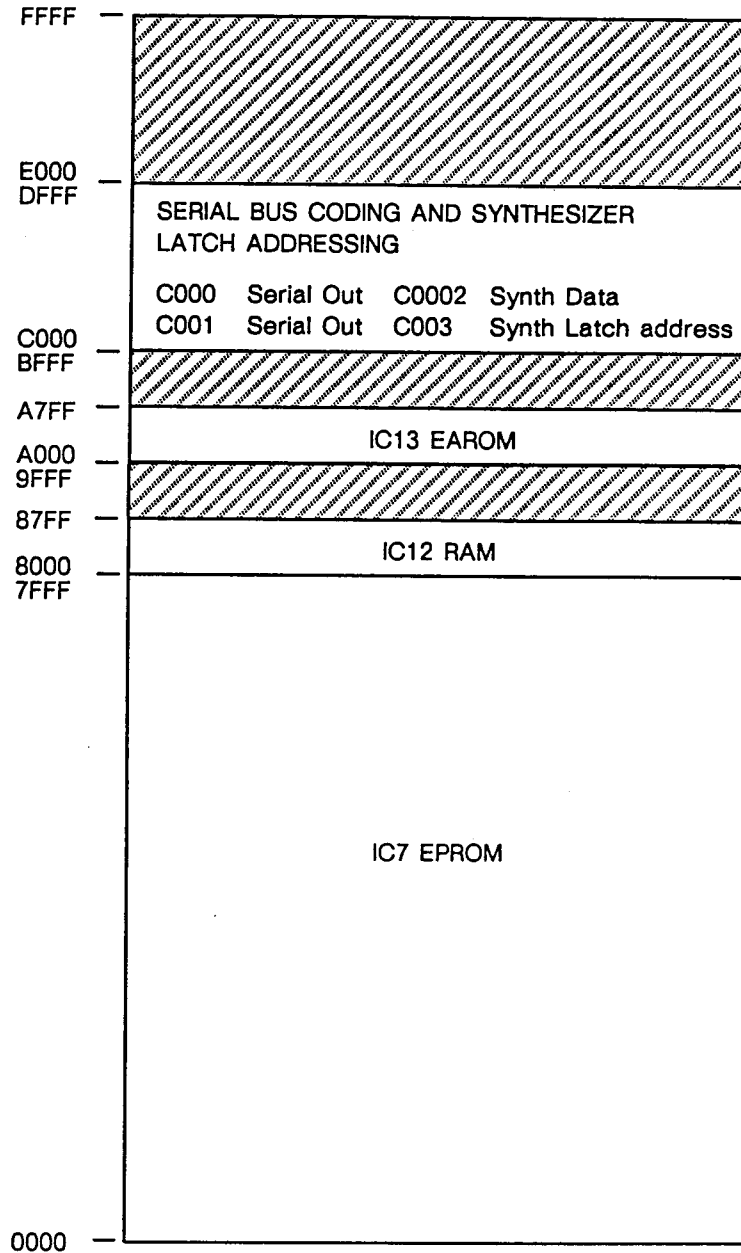 FFFF
E000
DFFF
SERIAL BUS CODING AND SYNTHESIZER
LATCH ADDRESSING
C000 Serial Out C0002 Synth Data
C001 Serial Out C003 Synth Latch address
C000
BFFF
A7FF
IC13 EAROM
A000
9FFF
87FF
IC12 RAM
8000
7FFF
IC7 EPROM
0000